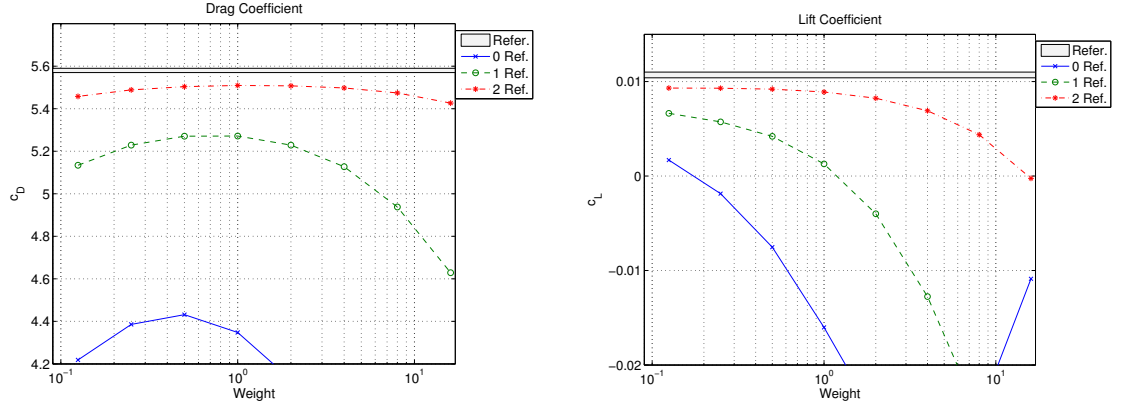 Drag Coefficient
5.6
5.4
5.2
5
4.8
4.6
4.4
4.2
c_D
10^-1
10^0
10^1
Weight
Refer.
0 Ref.
1 Ref.
2 Ref.
Lift Coefficient
0.01
0
−0.01
−0.02
c_L
10^-1
10^0
10^1
Weight
Refer.
0 Ref.
1 Ref.
2 Ref.